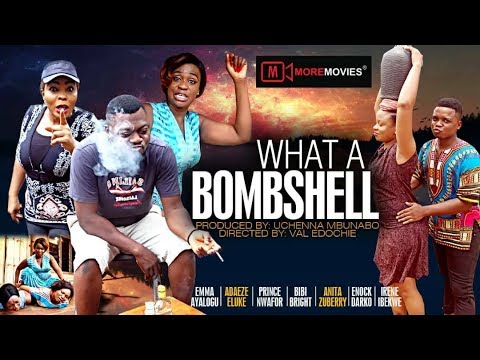 M MOREMOVIES®
WHAT A
BOMBSHELL
PRODUCED BY: UCHENNA MBUNABO
DIRECTED BY: VAL EDOCHIE
EMMA AYALOGU
ADAEZE ELUKE
PRINCE NWAFOR
BIBI BRIGHT
ANITA ZUBERRY
ENOCK DARKO
IRENE IBEKWE